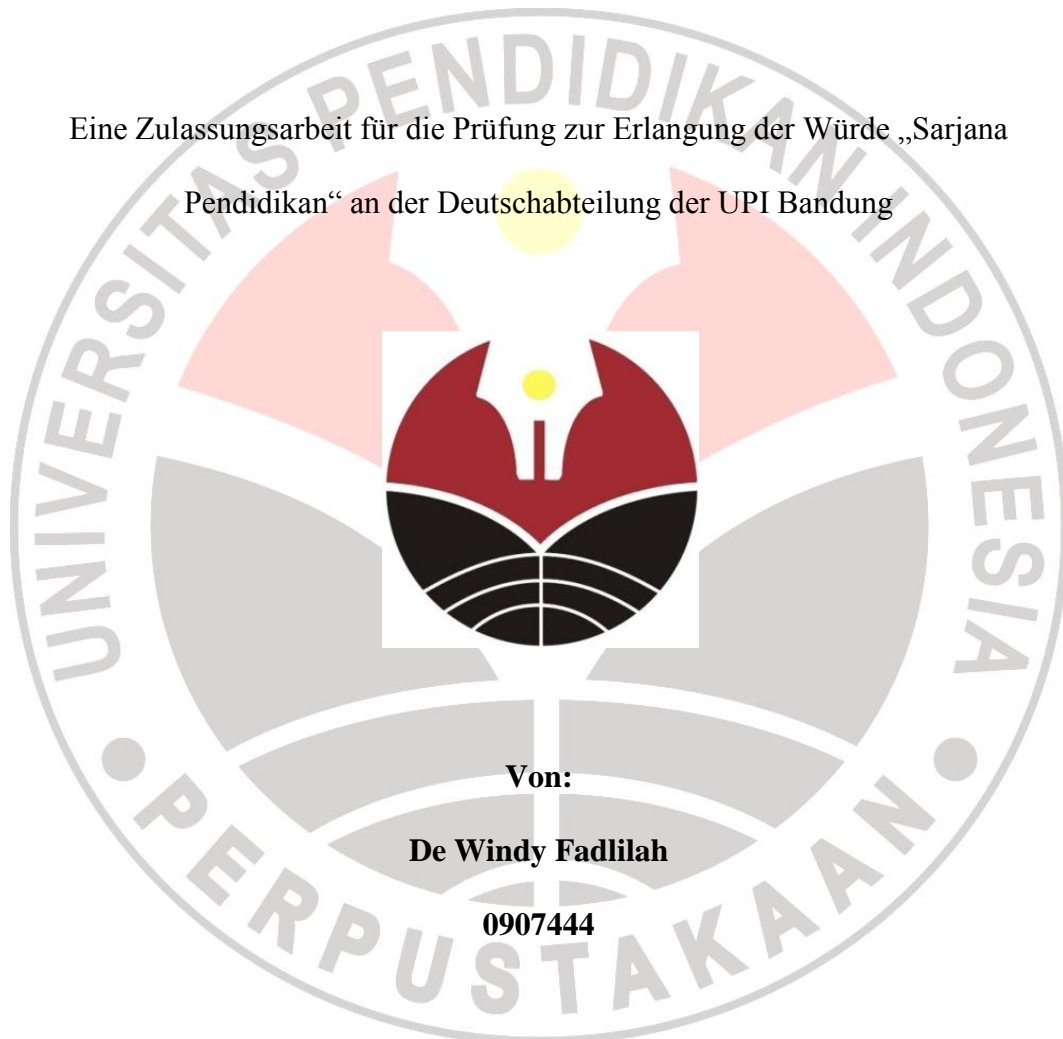 UNIVERSITAS PENDIDIKAN INDONESIA
Eine Zulassungsarbeit für die Prüfung zur Erlangung der Würde „Sarjana
Pendidikan“ an der Deutschabteilung der UPI Bandung
Von:
De Windy Fadlilah
0907444
PERPUSTAKAAN